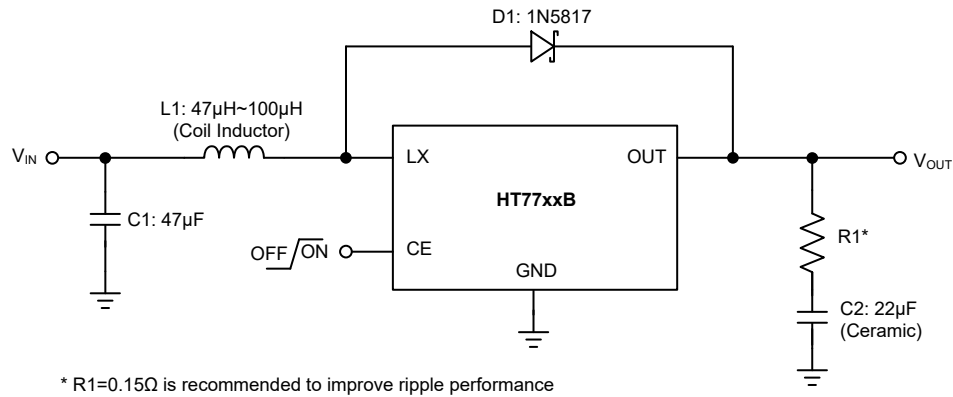 D1: 1N5817
L1: 47µH~100µH
(Coil Inductor)
VIN
LX
OUT
VOUT
HT77xxB
C1: 47µF
R1*
OFF/ON
CE
GND
C2: 22µF
(Ceramic)
* R1=0.15Ω is recommended to improve ripple performance